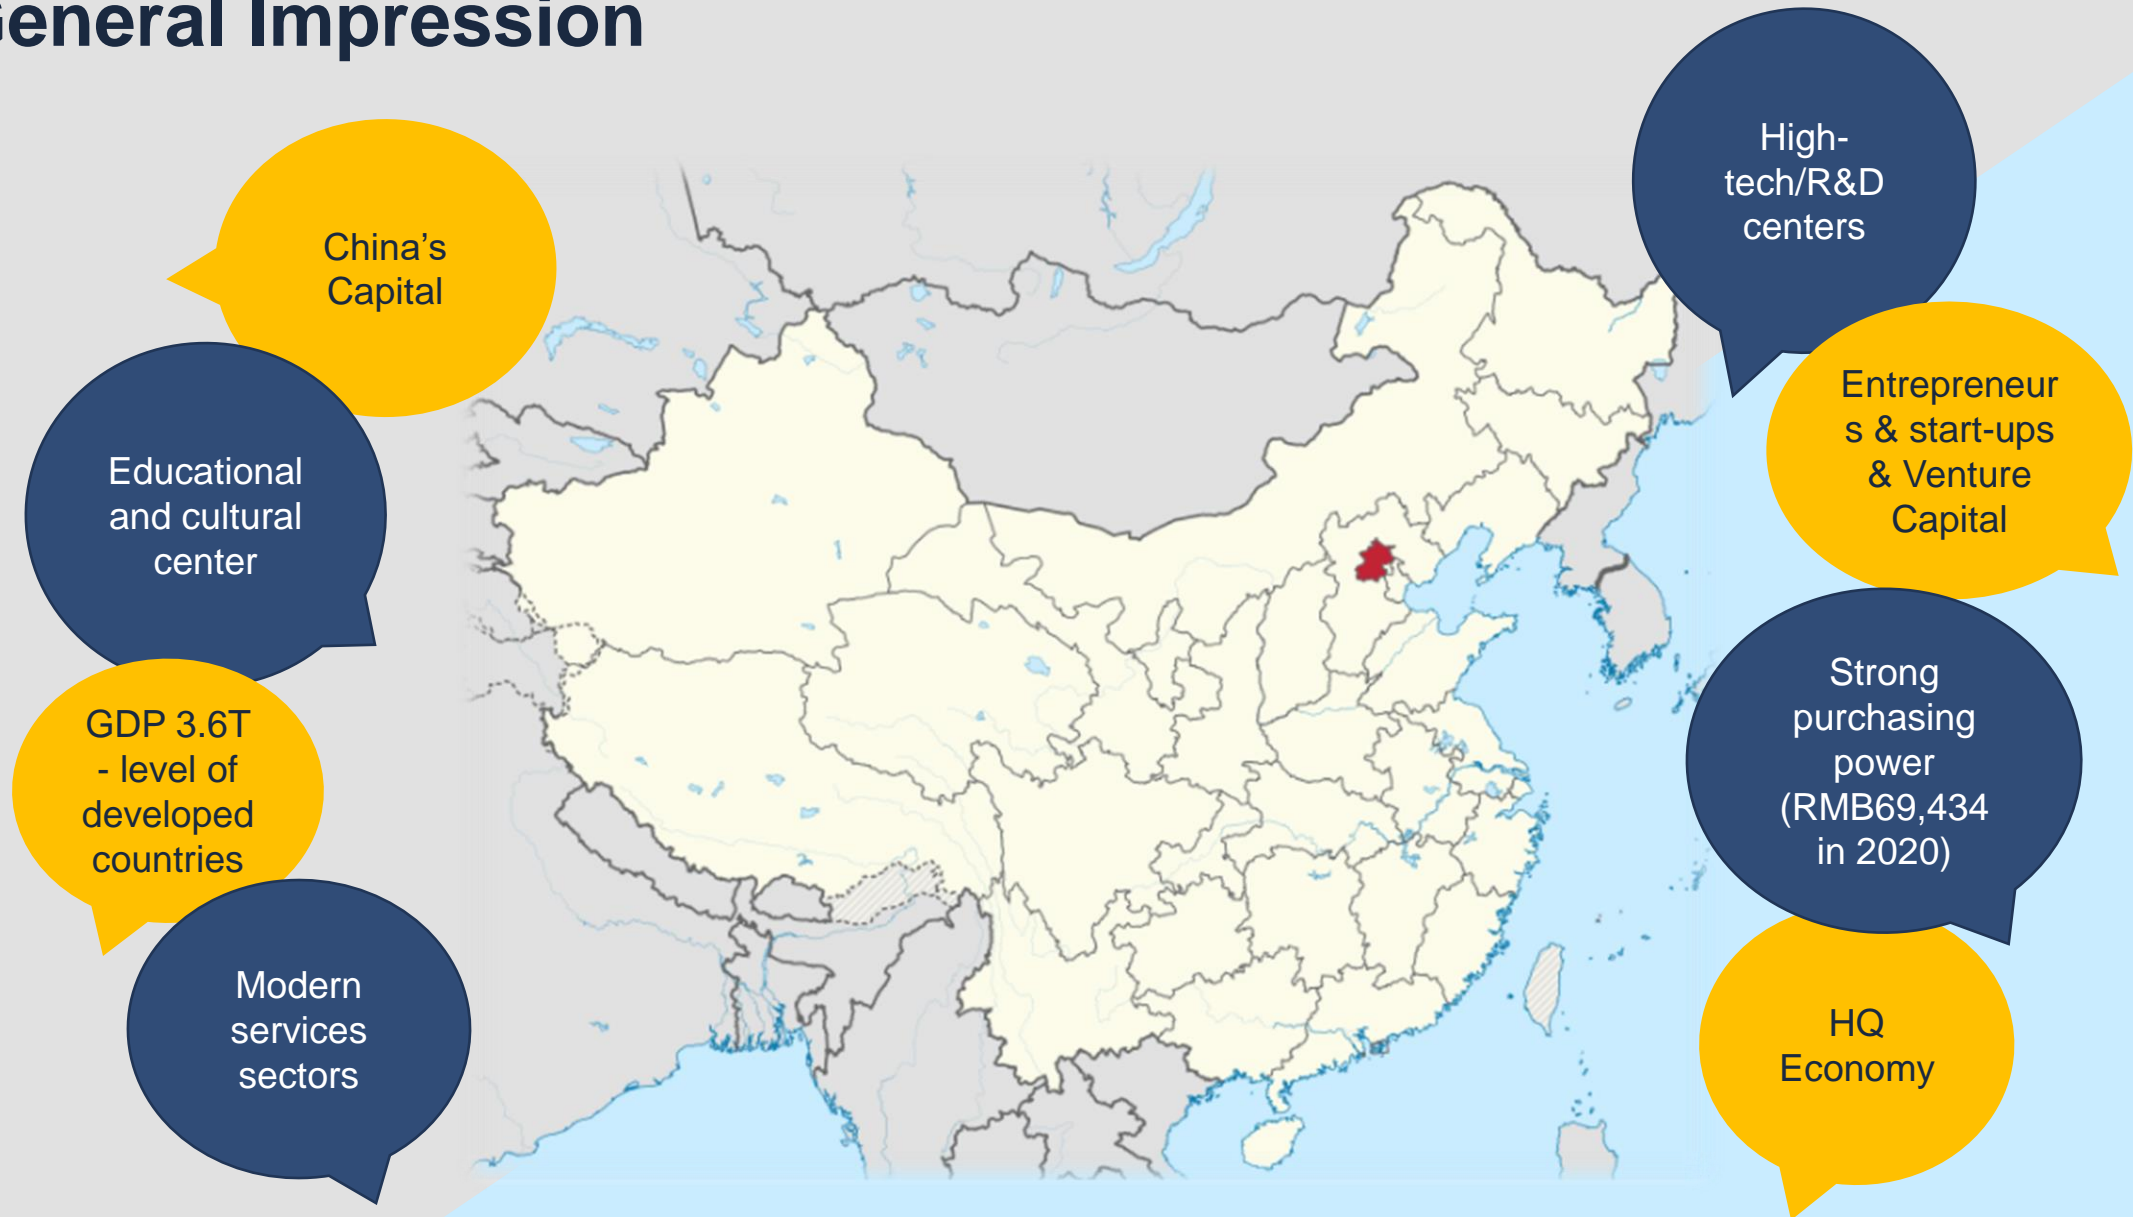 General Impression
China's
Capital
Educational
and cultural
center
GDP 3.6T
- level of
developed
countries
Modern
services
sectors
High-
tech/R&D
centers
Entrepreneur
s & start-ups
& Venture
Capital
Strong
purchasing
power
(RMB69,434
in 2020)
HQ
Economy